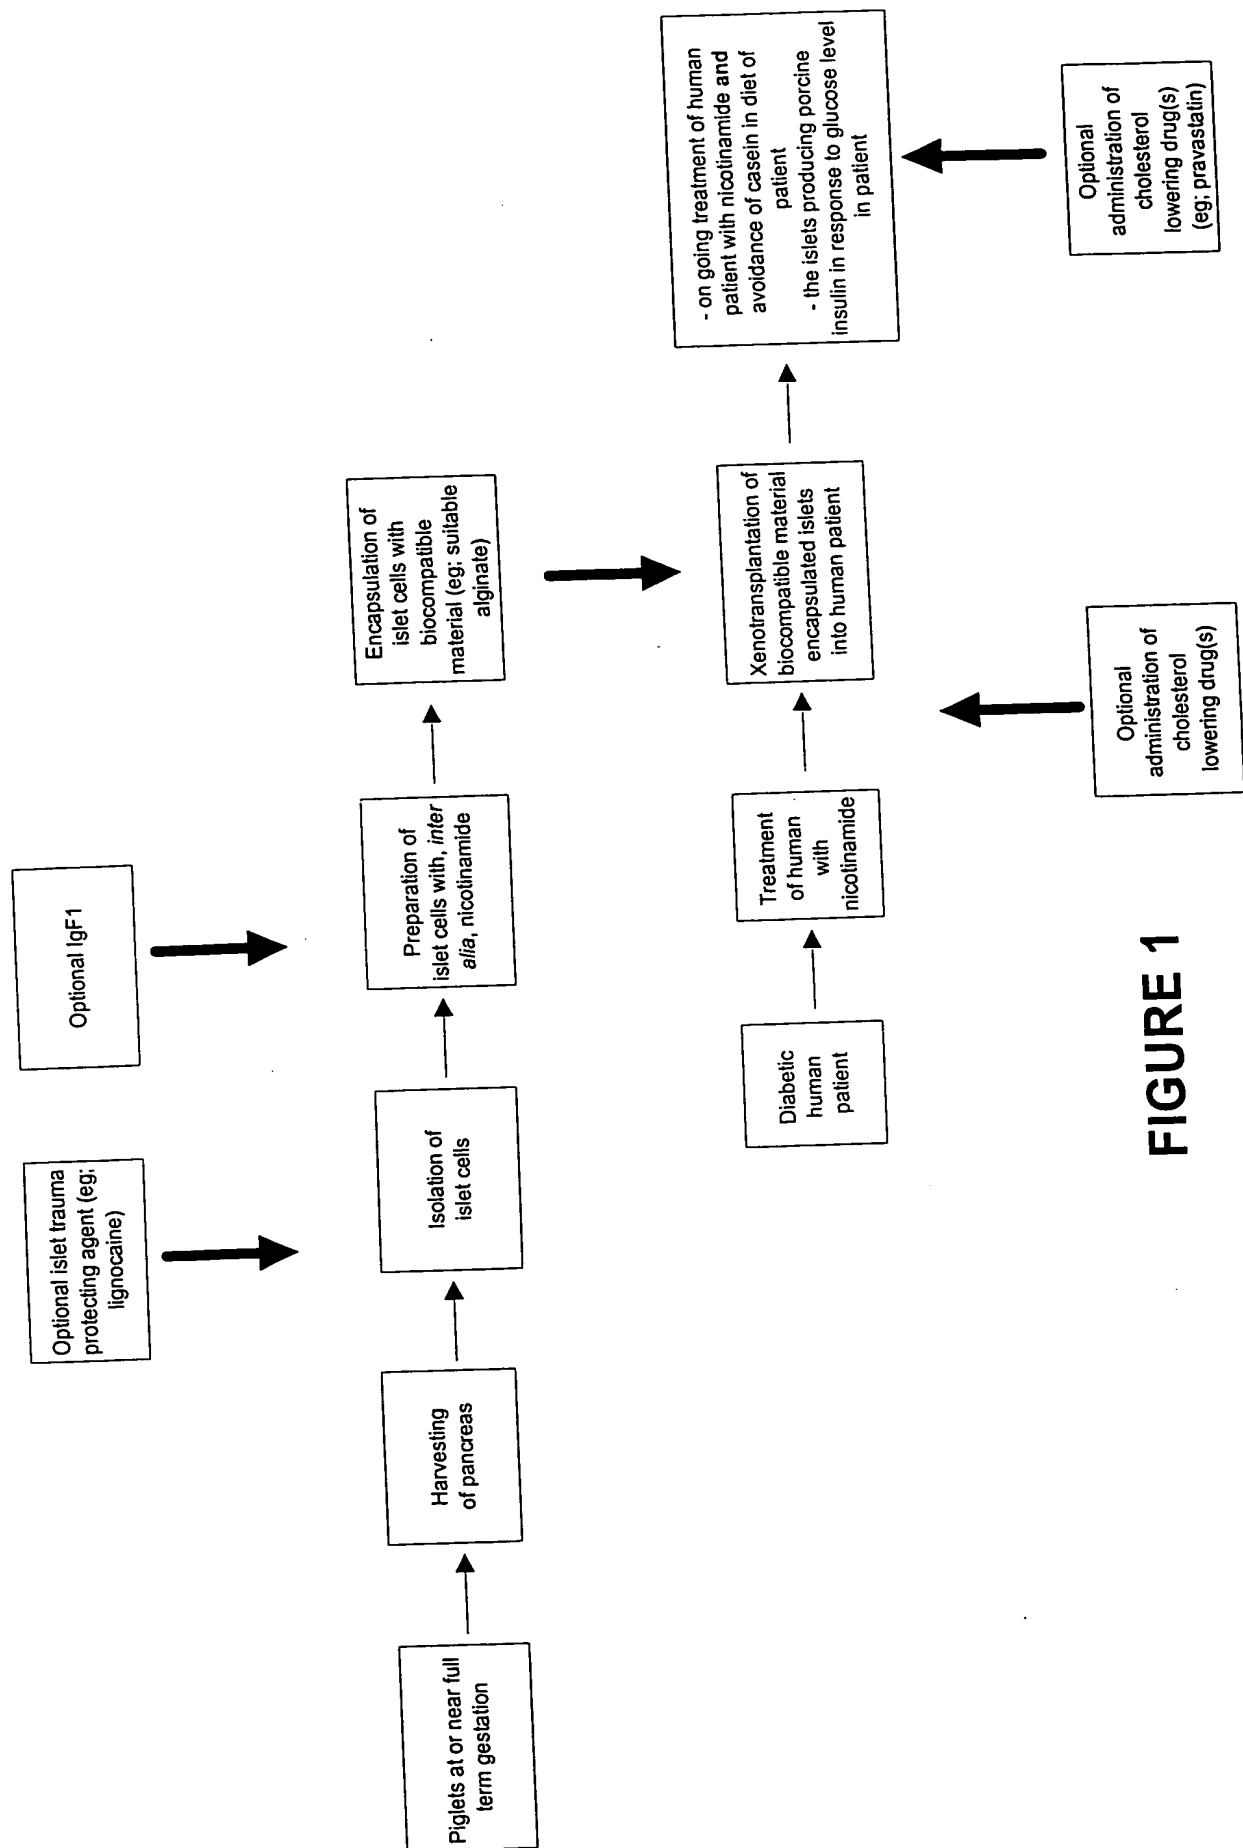 Optional islet trauma
protecting agent (eg;
lignocaine)
Optional IgF1
Piglets at or near full
term gestation
Harvesting
of pancreas
Isolation of
islet cells
Preparation of
islet cells with, inter
alia, nicotinamide
Encapsulation of
islet cells with
biocompatible
material (eg; suitable
alginate)
Diabetic
human
patient
Treatment
of human
with
nicotinamide
Xenotransplantation of
biocompatible material
encapsulated islets
into human patient
- on going treatment of human
patient with nicotinamide and
avoidance of casein in diet of
patient
- the islets producing porcine
insulin in response to glucose level
in patient
Optional
administration of
cholesterol
lowering drug(s)
Optional
administration of
cholesterol
lowering drug(s)
(eg; pravastatin)
FIGURE 1